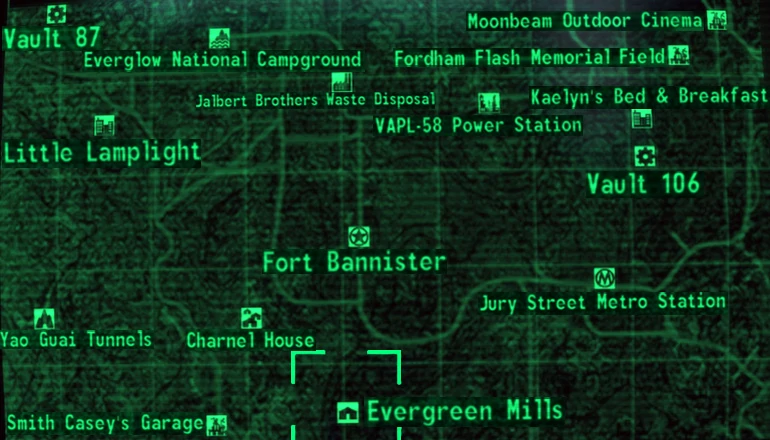 Moonbeam Outdoor Cinema
Vault 87
Everglow National Campground
Fordham Flash Memorial Field
Jalbert Brothers Waste Disposal
Kaelyn's Bed & Breakfast
VAPL-58 Power Station
Little Lamplight
Vault 106
Fort Bannister
Jury Street Metro Station
Yao Guai Tunnels
Charnel House
Evergreen Mills
Smith Casey's Garage